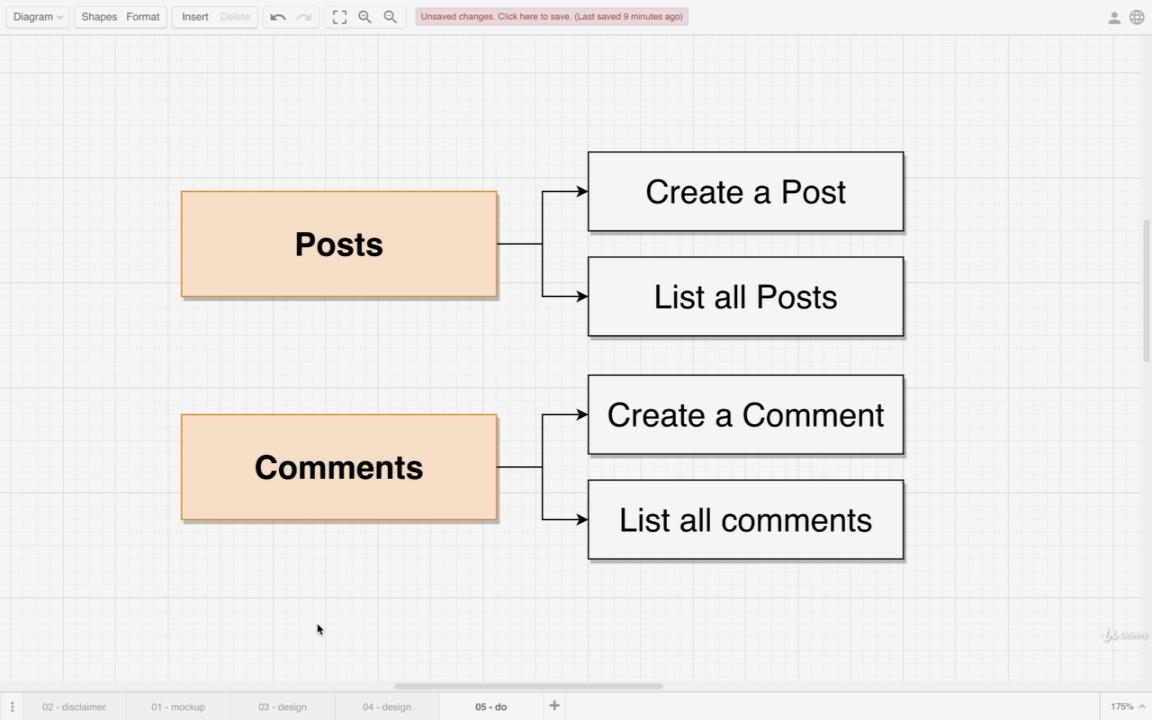 Diagram
Shapes
Format
Insert
Delete
Unsaved changes. Click here to save. (Last saved 9 minutes ago)
Posts
Create a Post
List all Posts
Comments
Create a Comment
List all comments
Udemy
02 - disclaimer
01 - mockup
03 - design
04 - design
05 - do
175%